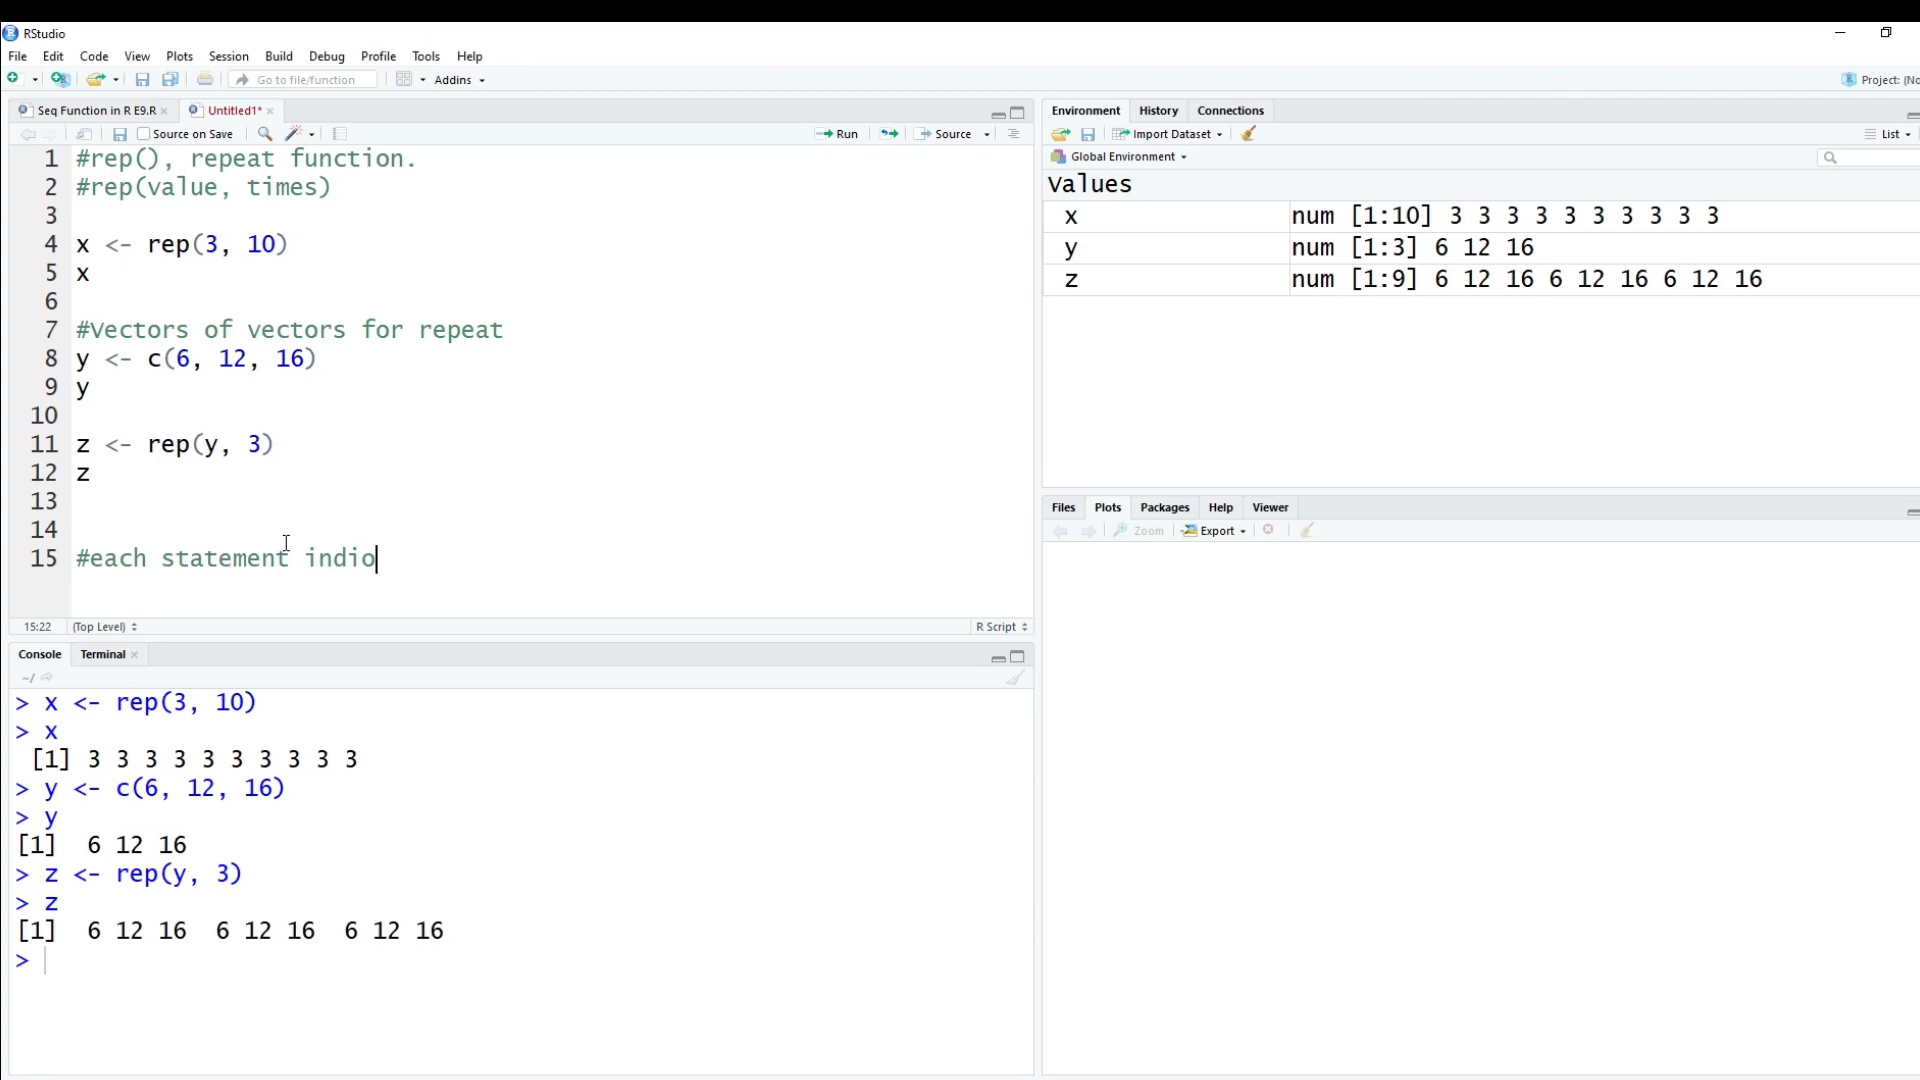 RStudio
File Edit Code View Plots Session Build Debug Profile Tools Help
Go to file/function Addins Project: (No
Seq Function in R E9.R Untitled1*
Source on Save Run Source
1 #rep(), repeat function.
2 #rep(value, times)
3
4 x <- rep(3, 10)
5 x
6
7 #Vectors of vectors for repeat
8 y <- c(6, 12, 16)
9 y
10
11 z <- rep(y, 3)
12 z
13
14
15 #each statement indio
15:22 (Top Level) R Script
Console Terminal
~/
> x <- rep(3, 10)
> x
[1] 3 3 3 3 3 3 3 3 3 3
> y <- c(6, 12, 16)
> y
[1] 6 12 16
> z <- rep(y, 3)
> z
[1] 6 12 16 6 12 16 6 12 16
>
Environment History Connections
Import Dataset List
Global Environment
Values
x num [1:10] 3 3 3 3 3 3 3 3 3 3
y num [1:3] 6 12 16
z num [1:9] 6 12 16 6 12 16 6 12 16
Files Plots Packages Help Viewer
Zoom Export